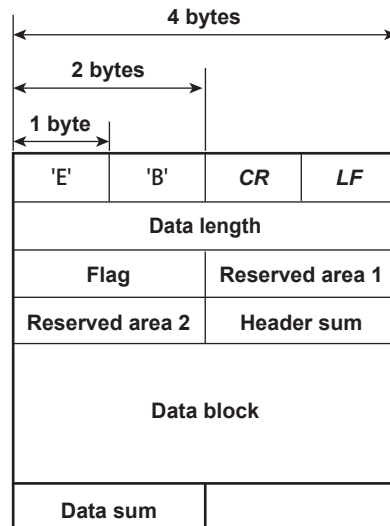 4 bytes
2 bytes
1 byte
'E' 'B' CR LF
Data length
Flag Reserved area 1
Reserved area 2 Header sum
Data block
Data sum